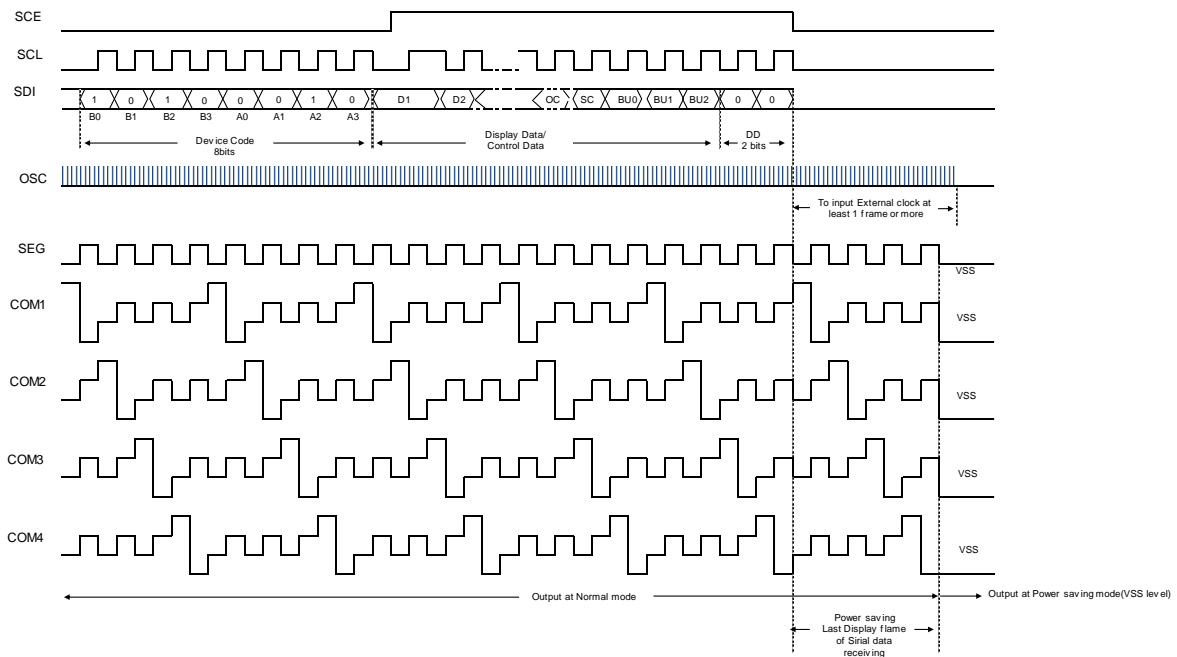 SCE
SCL
SDI
1 0 1 0 0 0 1 0 D1 D2 OC SC BU0 BU1 BU2 0 0
B0 B1 B2 B3 A0 A1 A2 A3
Device Code
8bits
Display Data/
Control Data
DD
2 bits
OSC
To input External clock at
least 1 frame or more
SEG
VSS
COM1
VSS
COM2
VSS
COM3
VSS
COM4
VSS
Output at Normal mode
Output at Power saving mode(VSS level)
Power saving
Last Display flame
of Sirial data
receiving